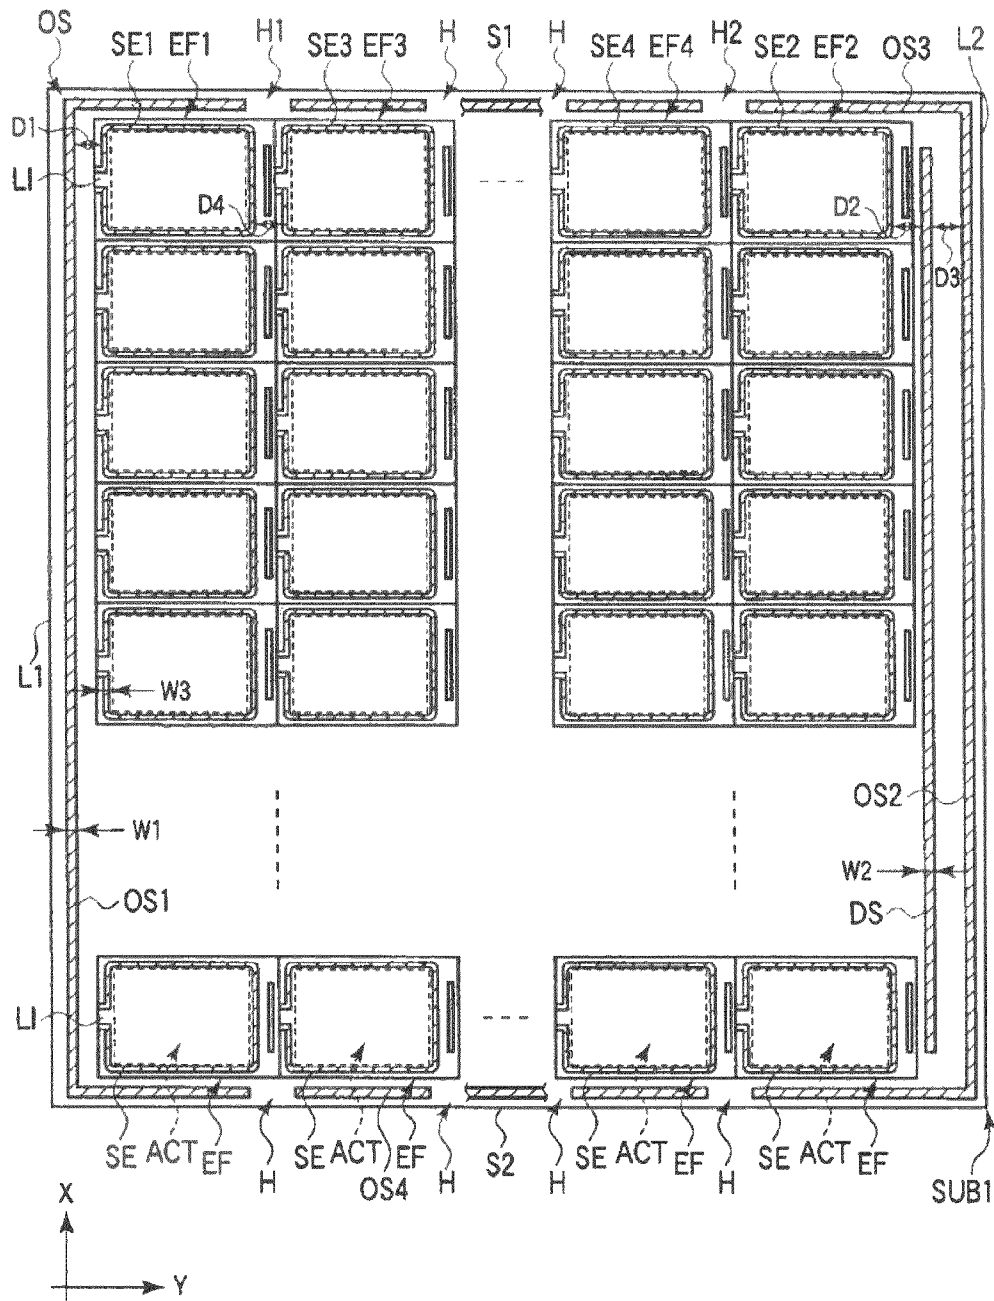 OS H1 H S1 H H2 L2
SE1 EF1 SE3 EF3 SE4 EF4 SE2 EF2 OS3
D1
LI
D4 D2
D3
L1
W3
OS2
W1
W2
OS1 DS
LI
SE ACT EF SE ACT EF S2 SE ACT EF SE ACT EF
H OS4 H H H SUB1
X
Y